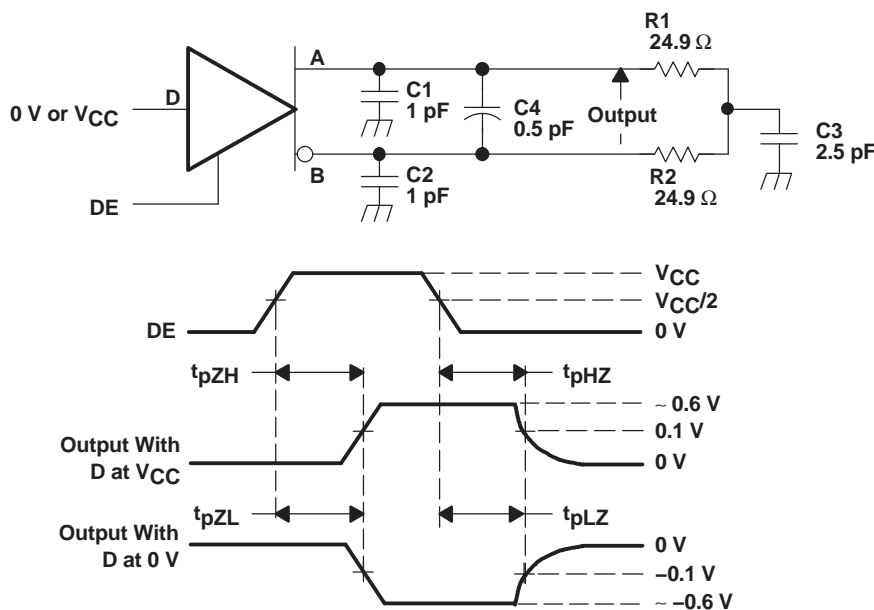 R1
24.9 Ω
A
C1
1 pF
C4
0.5 pF
Output
D
0 V or VCC
C3
2.5 pF
B
C2
1 pF
R2
24.9 Ω
DE
VCC
VCC/2
DE
0 V
tpZH
tpHZ
~ 0.6 V
0.1 V
Output With
D at VCC
0 V
tpZL
tpLZ
Output With
D at 0 V
0 V
–0.1 V
~ –0.6 V